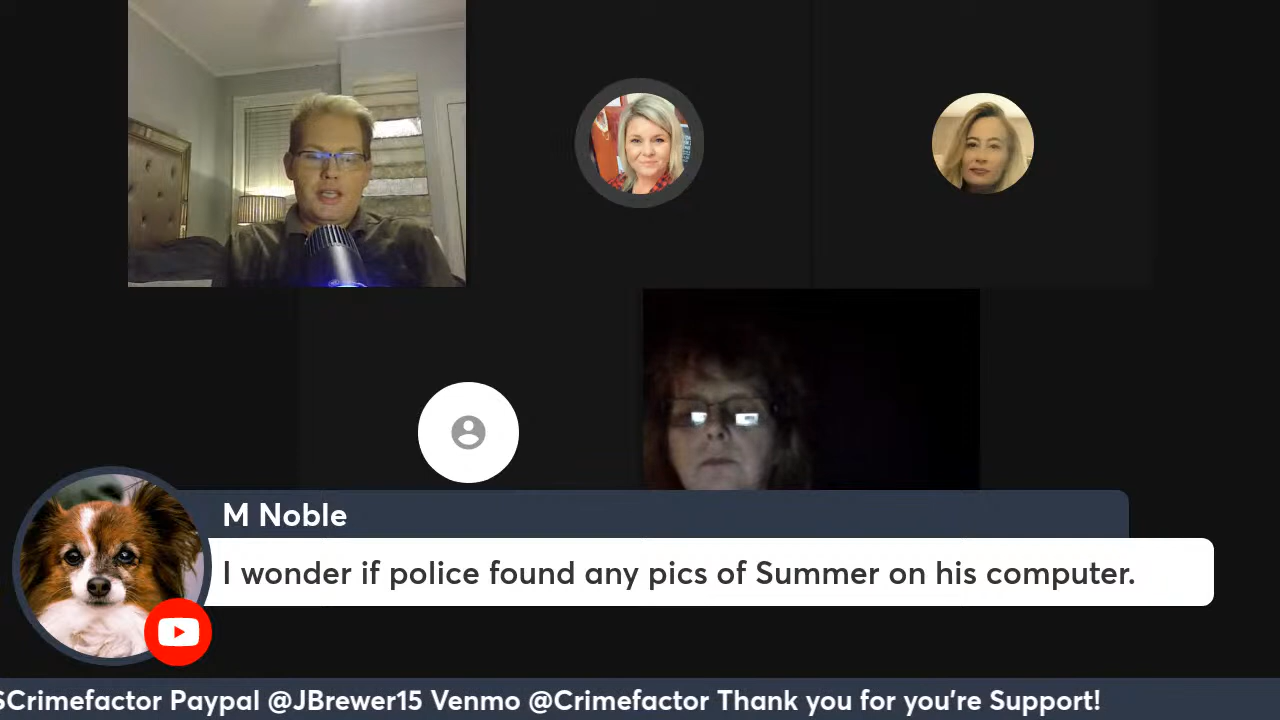 M Noble
I wonder if police found any pics of Summer on his computer.
$Crimefactor Paypal @JBrewer15 Venmo @Crimefactor Thank you for you're Support!